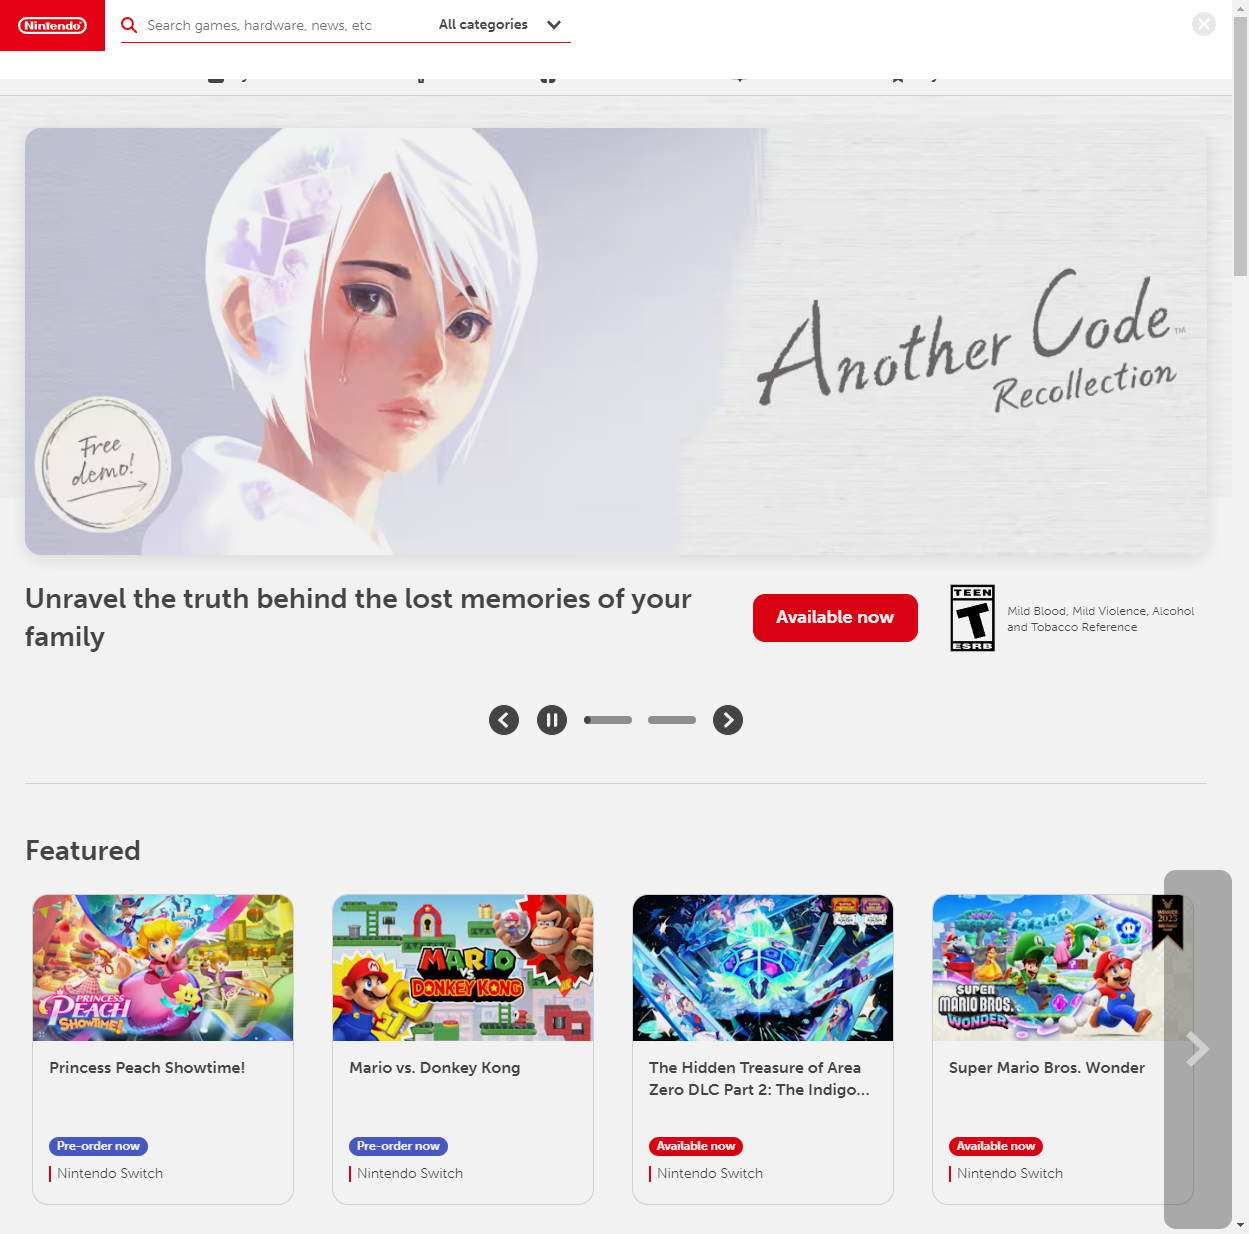 Nintendo
Search games, hardware, news, etc
All categories
Another Code™
Recollection
Free
demo!
Unravel the truth behind the lost memories of your
family
Available now
TEEN
T
ESRB
Mild Blood, Mild Violence, Alcohol
and Tobacco Reference
Featured
PRINCESS
PEACH
SHOWTIME!
MARIO
VS.
DONKEY KONG
SUPER
MARIO BROS.
WONDER
WINNER
2023
Princess Peach Showtime!
Mario vs. Donkey Kong
The Hidden Treasure of Area
Zero DLC Part 2: The Indigo...
Super Mario Bros. Wonder
Pre-order now
Pre-order now
Available now
Available now
Nintendo Switch
Nintendo Switch
Nintendo Switch
Nintendo Switch